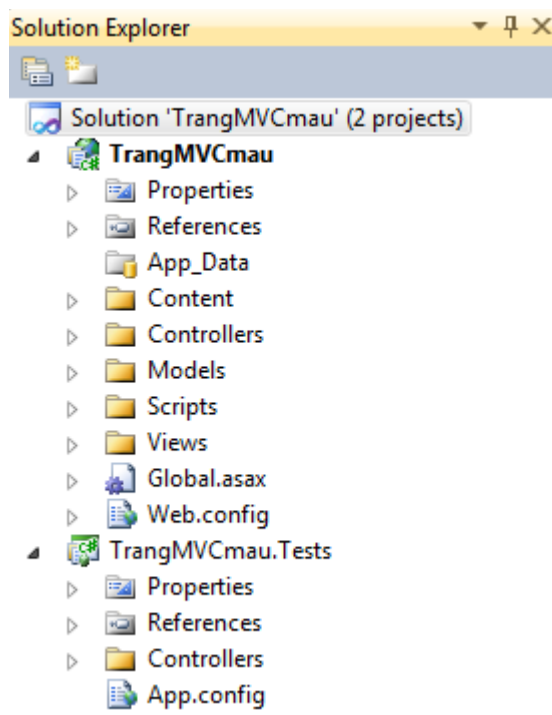 Solution Explorer
Solution 'TrangMVCmau' (2 projects)
TrangMVCmau
Properties
References
App_Data
Content
Controllers
Models
Scripts
Views
Global.asax
Web.config
TrangMVCmau.Tests
Properties
References
Controllers
App.config